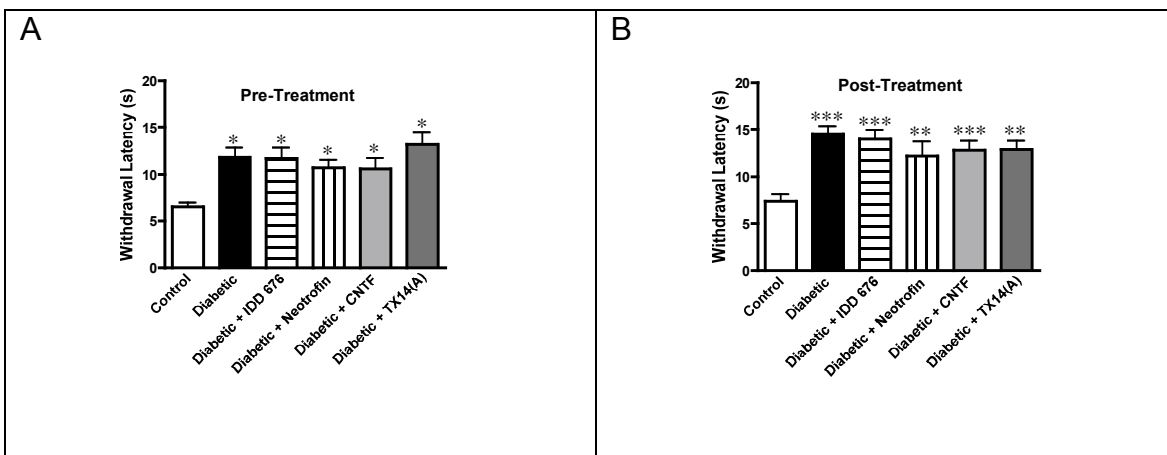 A
Pre-Treatment
Withdrawal Latency (s)
20
15
10
5
0
*
*
*
*
*
Control
Diabetic
Diabetic + IDD 676
Diabetic + Neotrofin
Diabetic + CNTF
Diabetic + TX14(A)
B
Post-Treatment
Withdrawal Latency (s)
20
15
10
5
0
***
***
**
***
**
Control
Diabetic
Diabetic + IDD 676
Diabetic + Neotrofin
Diabetic + CNTF
Diabetic + TX14(A)